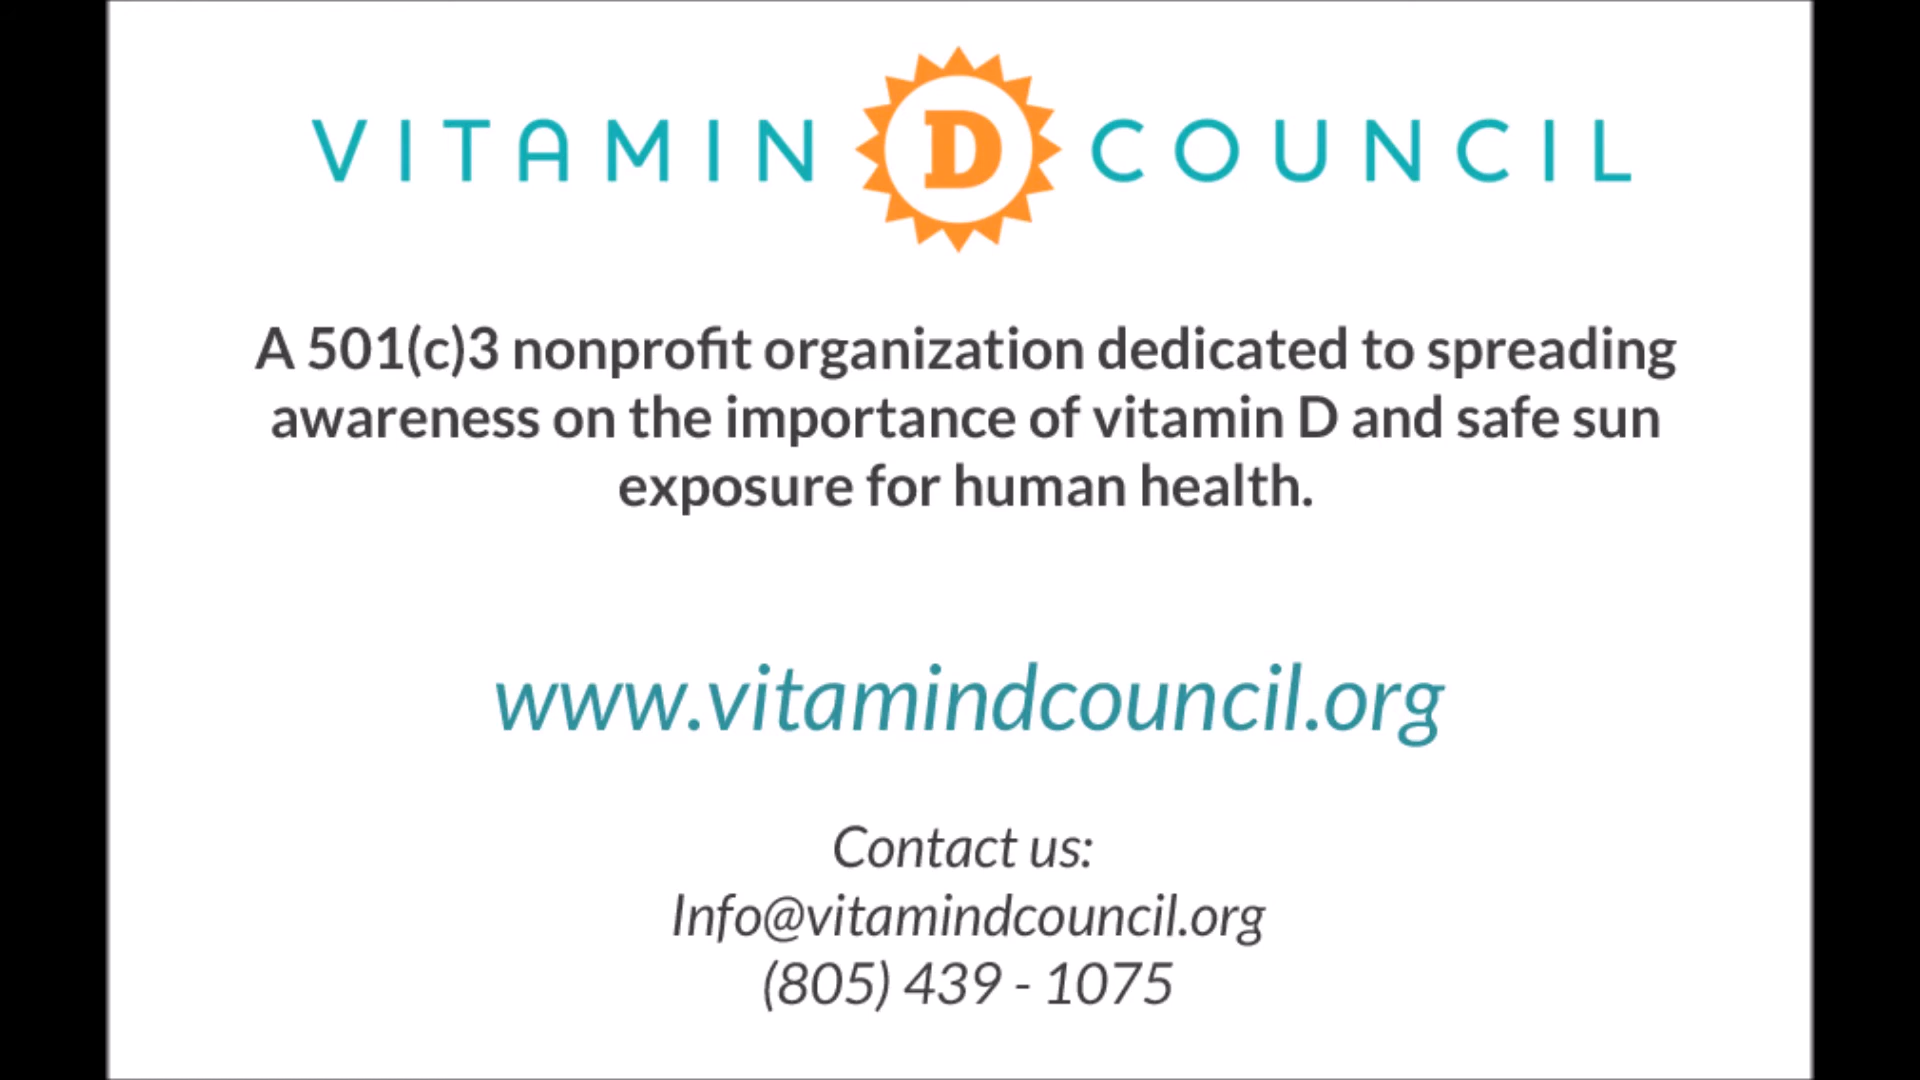 VITAMIN D COUNCIL
A 501(c)3 nonprofit organization dedicated to spreading
awareness on the importance of vitamin D and safe sun
exposure for human health.
www.vitamindcouncil.org
Contact us:
Info@vitamindcouncil.org
(805) 439 - 1075